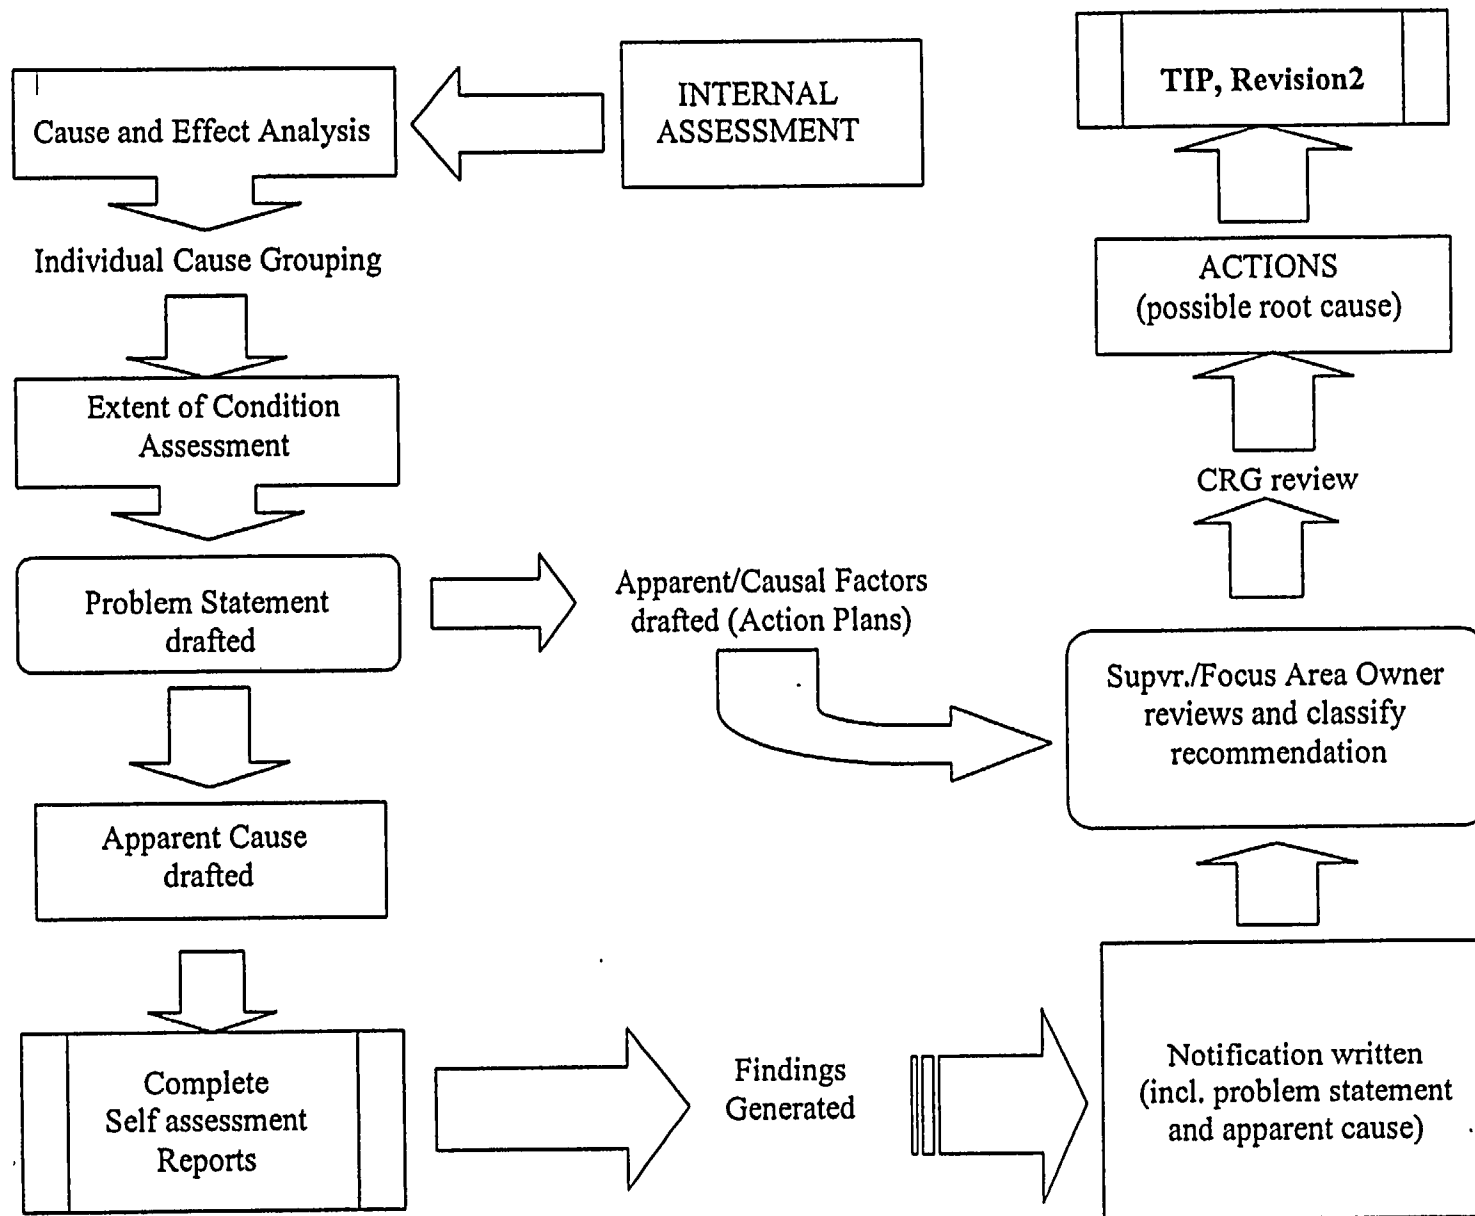 INTERNAL
ASSESSMENT
Cause and Effect Analysis
Individual Cause Grouping
Extent of Condition
Assessment
Problem Statement
drafted
Apparent/Causal Factors
drafted (Action Plans)
Apparent Cause
drafted
Complete
Self assessment
Reports
Findings
Generated
Notification written
(incl. problem statement
and apparent cause)
Supvr./Focus Area Owner
reviews and classify
recommendation
CRG review
ACTIONS
(possible root cause)
TIP, Revision2